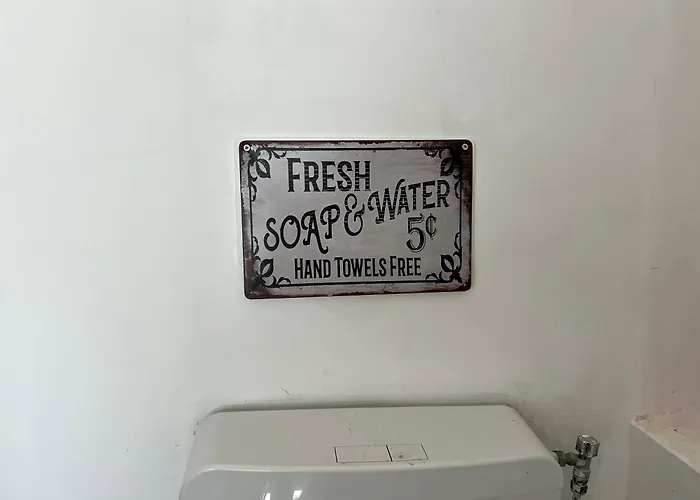 FRESH
SOAP & WATER
5¢
HAND TOWELS FREE